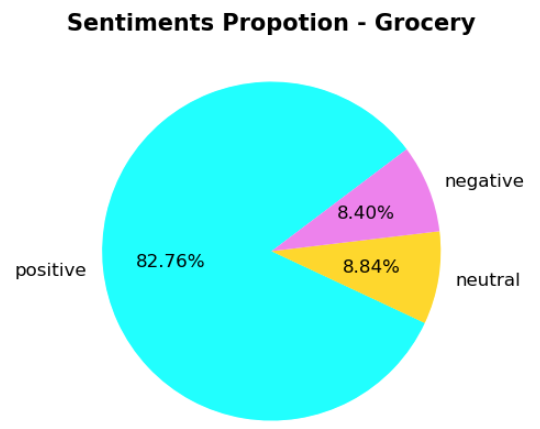 Sentiments Propotion - Grocery
negative
8.40%
82.76%
8.84%
positive
neutral